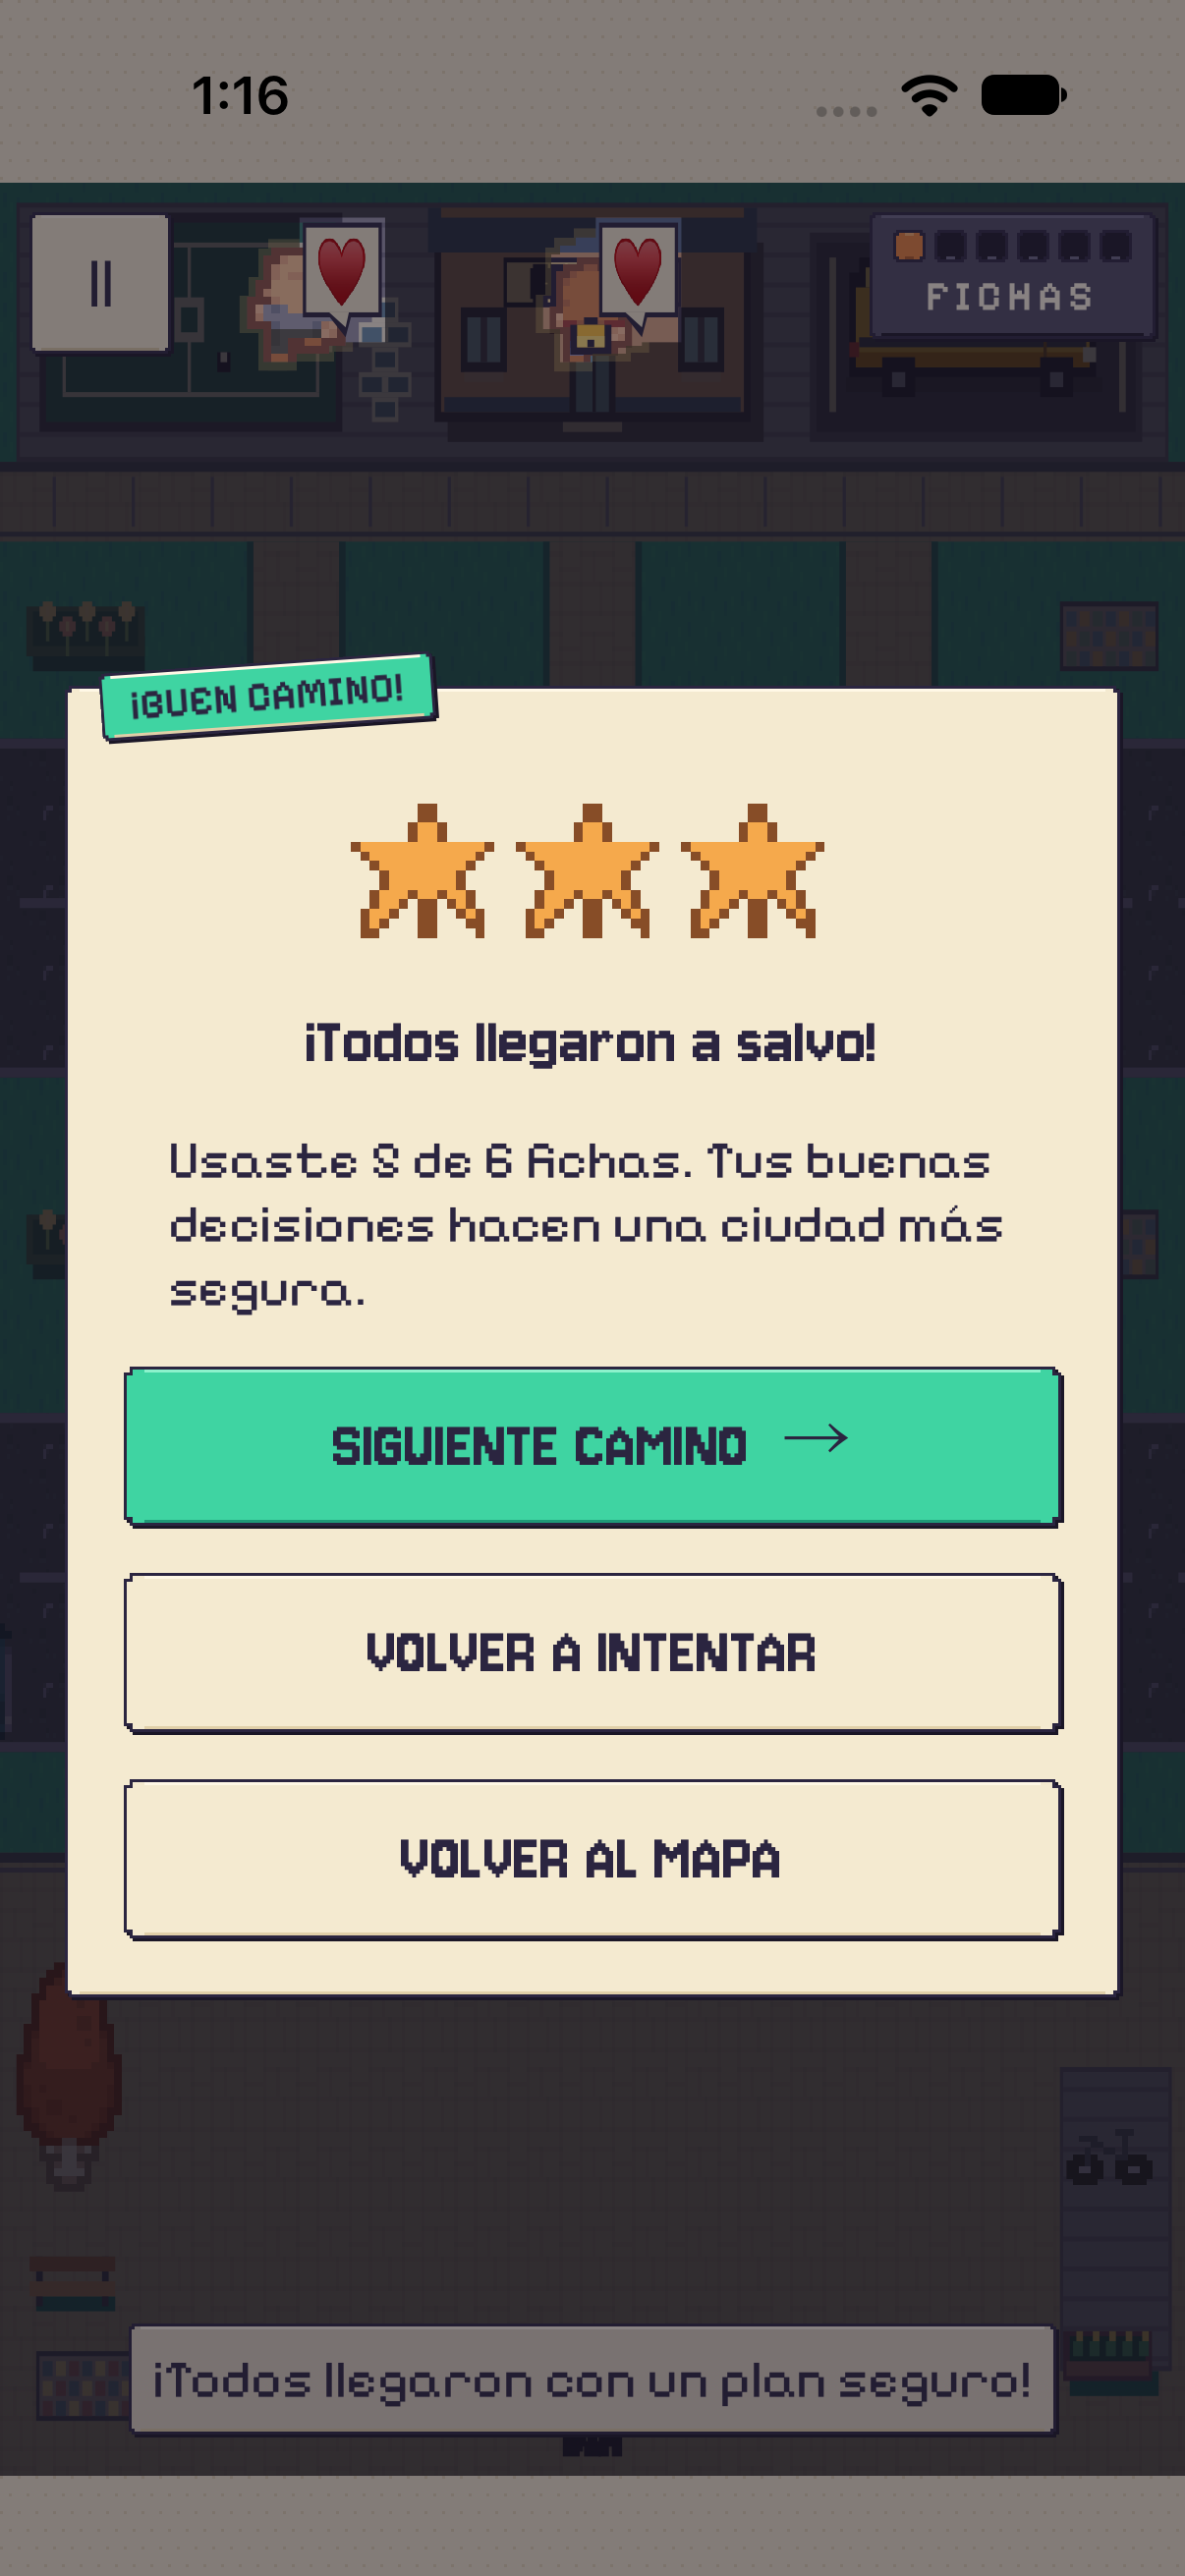 1:16
FICHAS
¡BUEN CAMINO!
¡Todos llegaron a salvo!
Usaste 5 de 6 fichas. Tus buenas
decisiones hacen una ciudad más
segura.
SIGUIENTE CAMINO →
VOLVER A INTENTAR
VOLVER AL MAPA
¡Todos llegaron con un plan seguro!